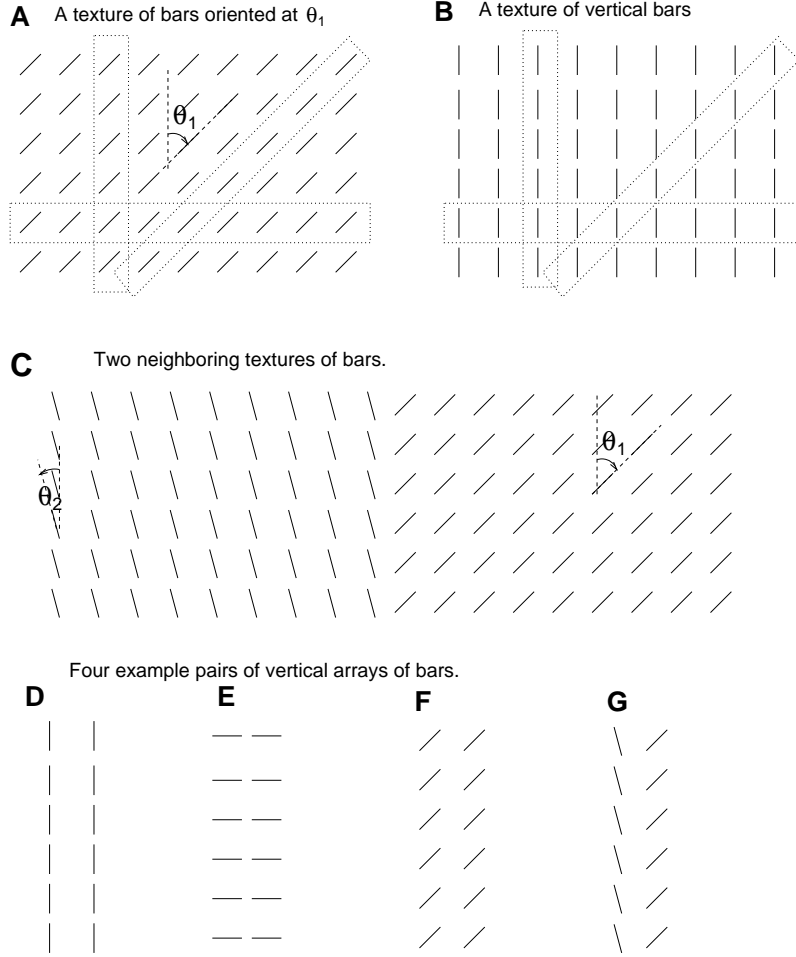 A A texture of bars oriented at θ1
θ1
B A texture of vertical bars
C Two neighboring textures of bars.
θ2
θ1
Four example pairs of vertical arrays of bars.
D E F G